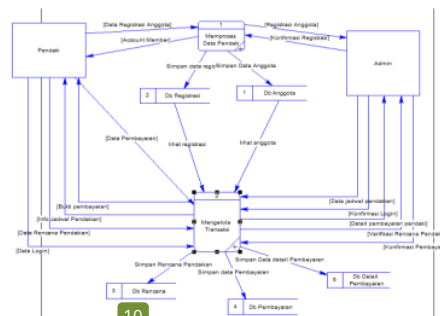 [Data Registrasi Anggota]
1
[Registrasi Anggota]
Pendaki
[Account Member]
Memproses
Data Pendaki
[Konfirmasi Registrasi]
Admin
Simpan data regis
Simpan Data Anggota
2 Db Registrasi
1 Db Anggota
[Data Pembayaran]
lihat registrasi
lihat anggota
2
[Bukti pembayaran]
[Data jadwal pendakian]
[Info Jadwal Pendakian]
Mengelola
Transaksi
[Konfirmasi Login]
[Data Rencana Pendakian]
[Detail pembayaran pendaki]
[Verifikasi Rencana Pendak
[Data Login]
[Konfirmasi Pembaya
Simpan Rencana Pendakian
Simpan Data detail Pembayaran
Simpan data Pembayaran
3 Db Rencana
6 Db Detail
Pembayaran
4 Db Pembayaran
10